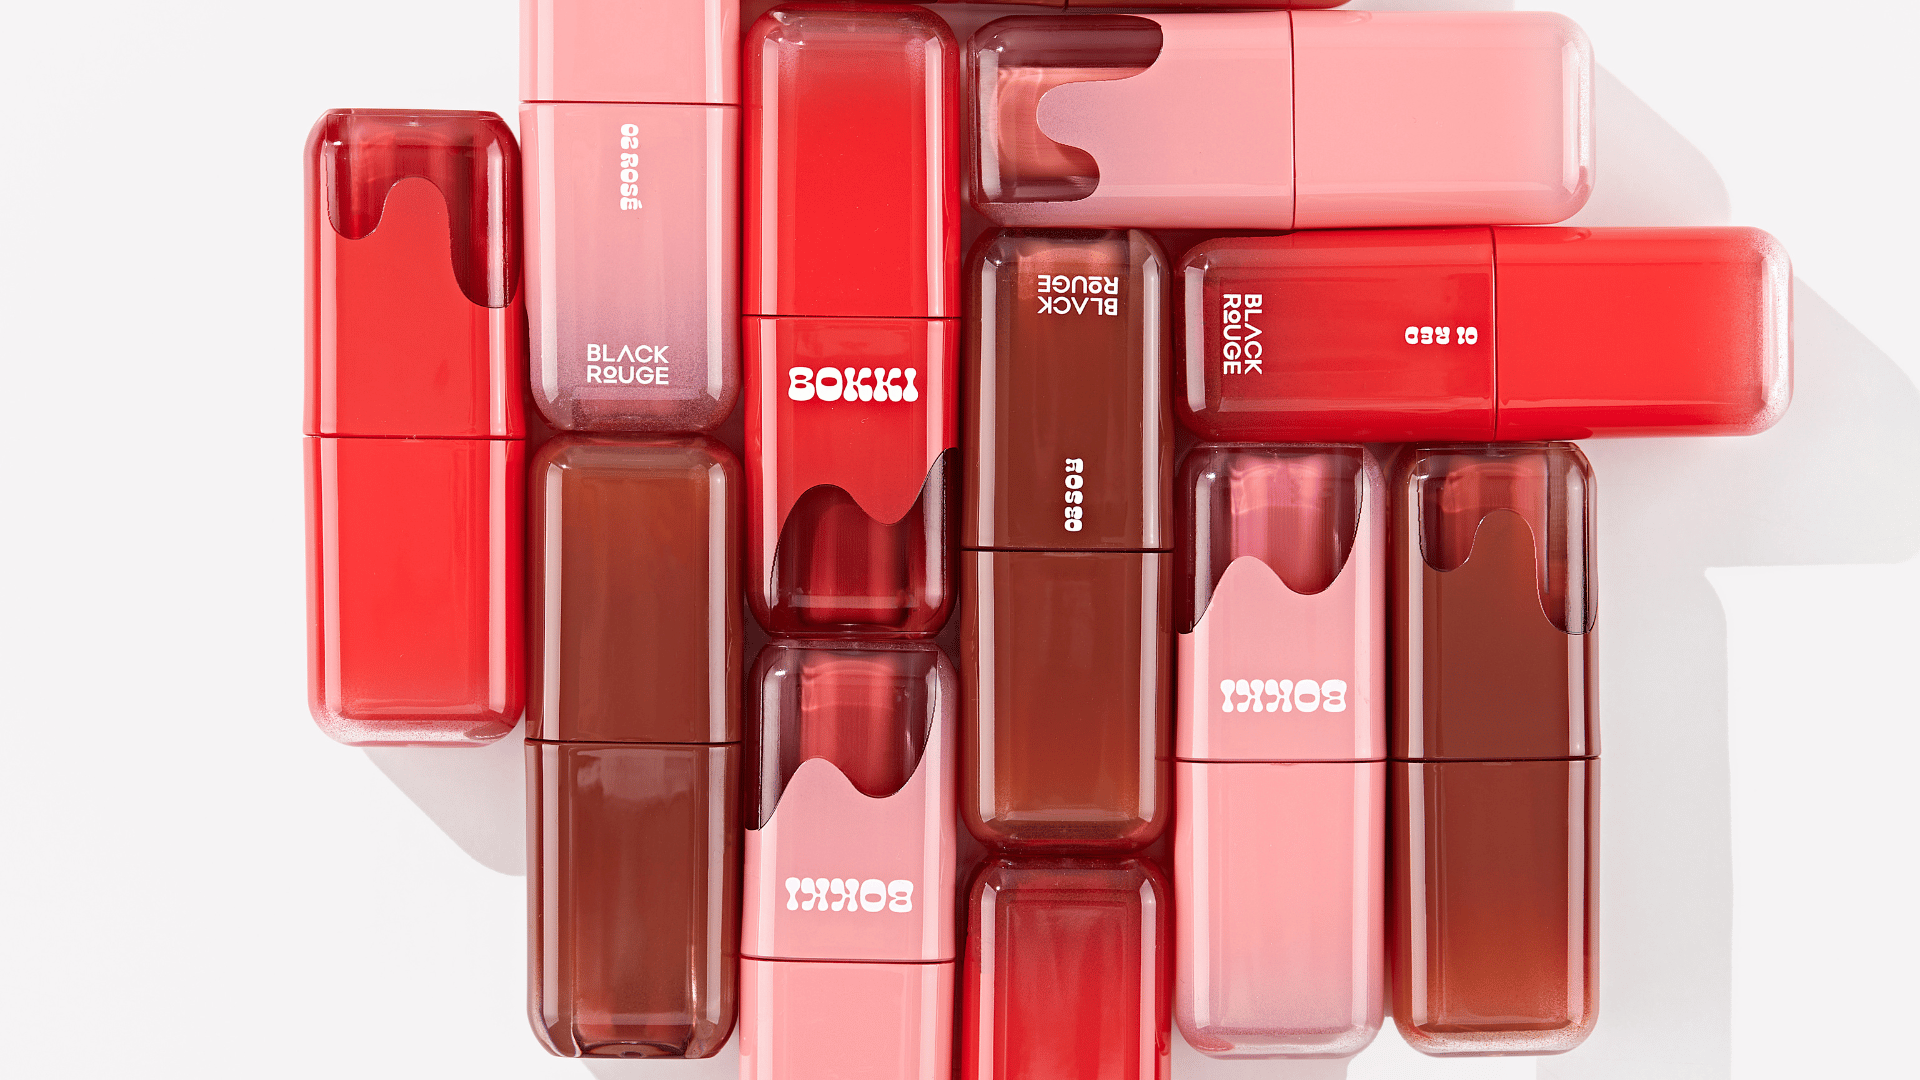 02 ROSÉ
BLACK
ROUGE
BOKKI
BLACK
ROUGE
ROSSO
BLACK
ROUGE
01 RED
BOKKI
BOKKI